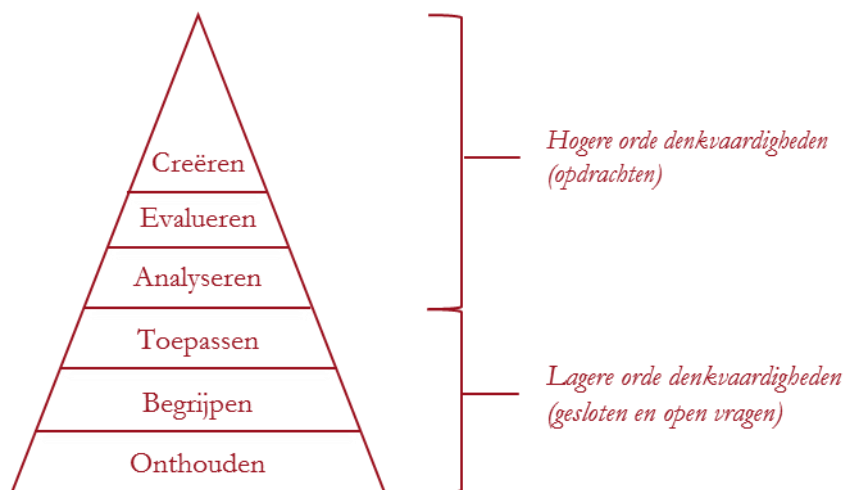 Creëren
Evalueren
Analyseren
Toepassen
Begrijpen
Onthouden
Hogere orde denkvaardigheden
(opdrachten)
Lagere orde denkvaardigheden
(gesloten en open vragen)